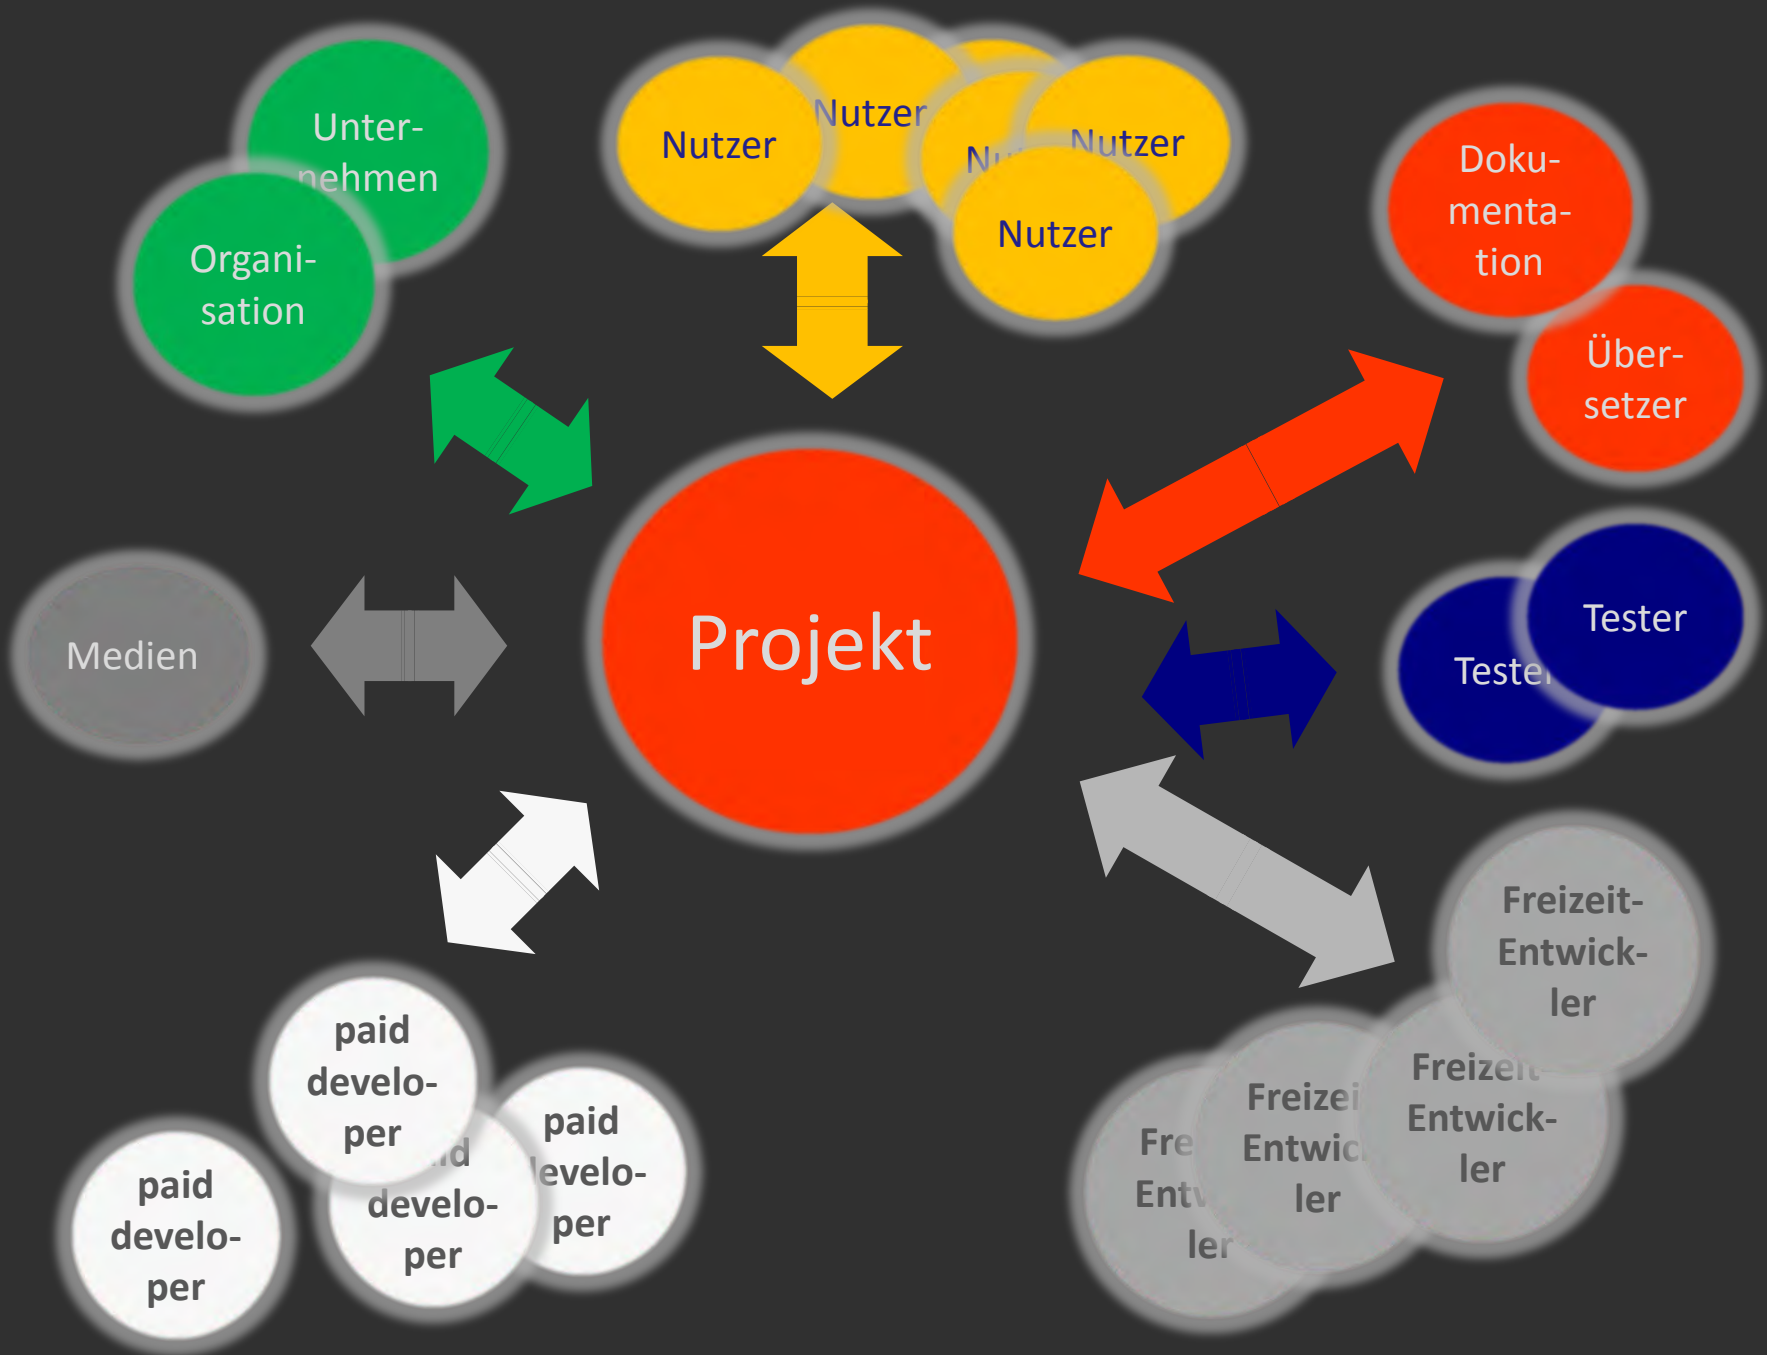 Unter-
nehmen
Organi-
sation
Nutzer
Nutzer
Nutzer
Nutzer
Doku-
menta-
tion
Über-
setzer
Projekt
Medien
Tester
Tester
Freizeit-
Entwick-
ler
Freizeit-
Entwick-
ler
ler
ler
paid
develo-
per
paid
develo-
per
develo-
per
paid
develo-
per